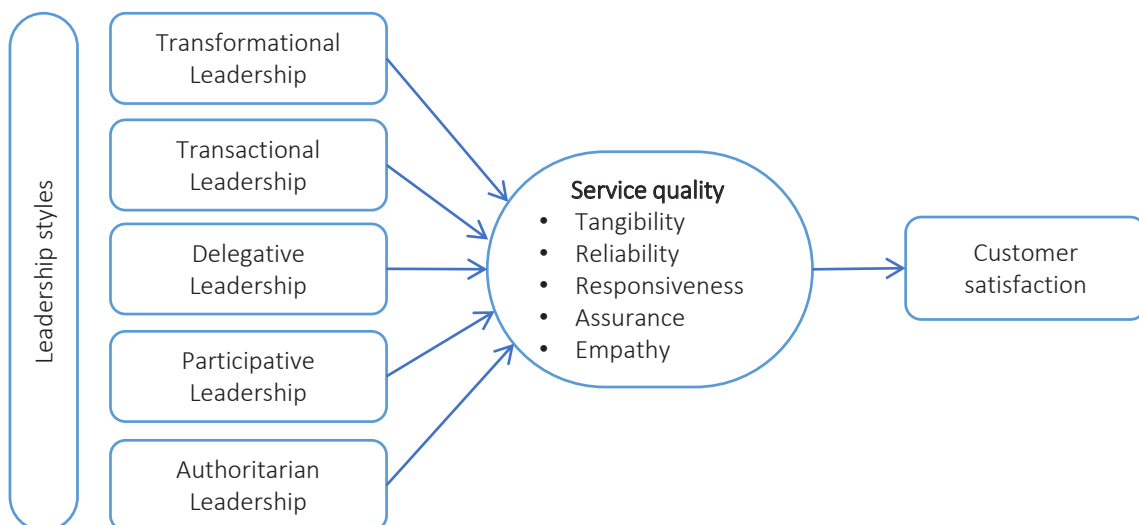 Leadership styles
Transformational
Leadership
Transactional
Leadership
Delegative
Leadership
Participative
Leadership
Authoritarian
Leadership
Service quality
• Tangibility
• Reliability
• Responsiveness
• Assurance
• Empathy
Customer
satisfaction